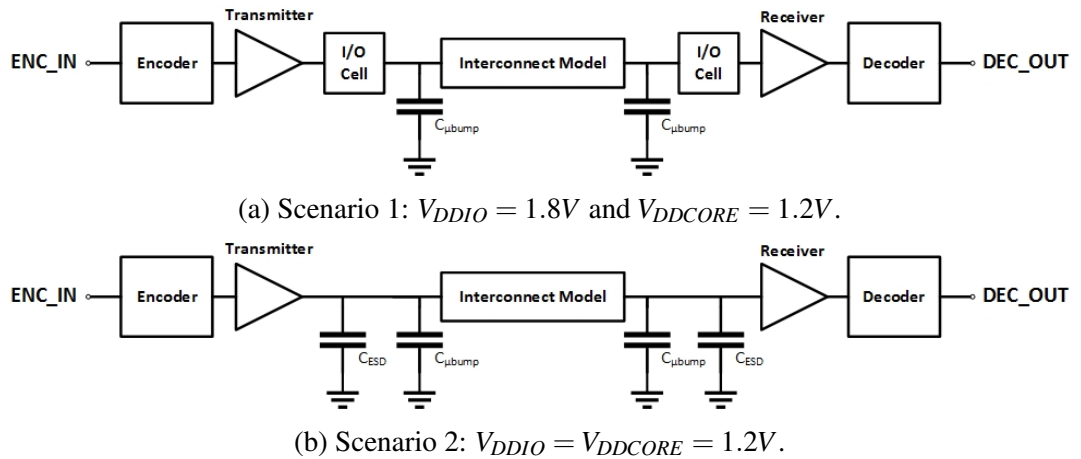 Transmitter
Receiver
ENC_IN
Encoder
I/O
Cell
Interconnect Model
I/O
Cell
Decoder
DEC_OUT
Cμbump
Cμbump
(a) Scenario 1: VDDIO = 1.8V and VDDCORE = 1.2V.
Transmitter
Receiver
ENC_IN
Encoder
Interconnect Model
Decoder
DEC_OUT
CESD
Cμbump
Cμbump
CESD
(b) Scenario 2: VDDIO = VDDCORE = 1.2V.